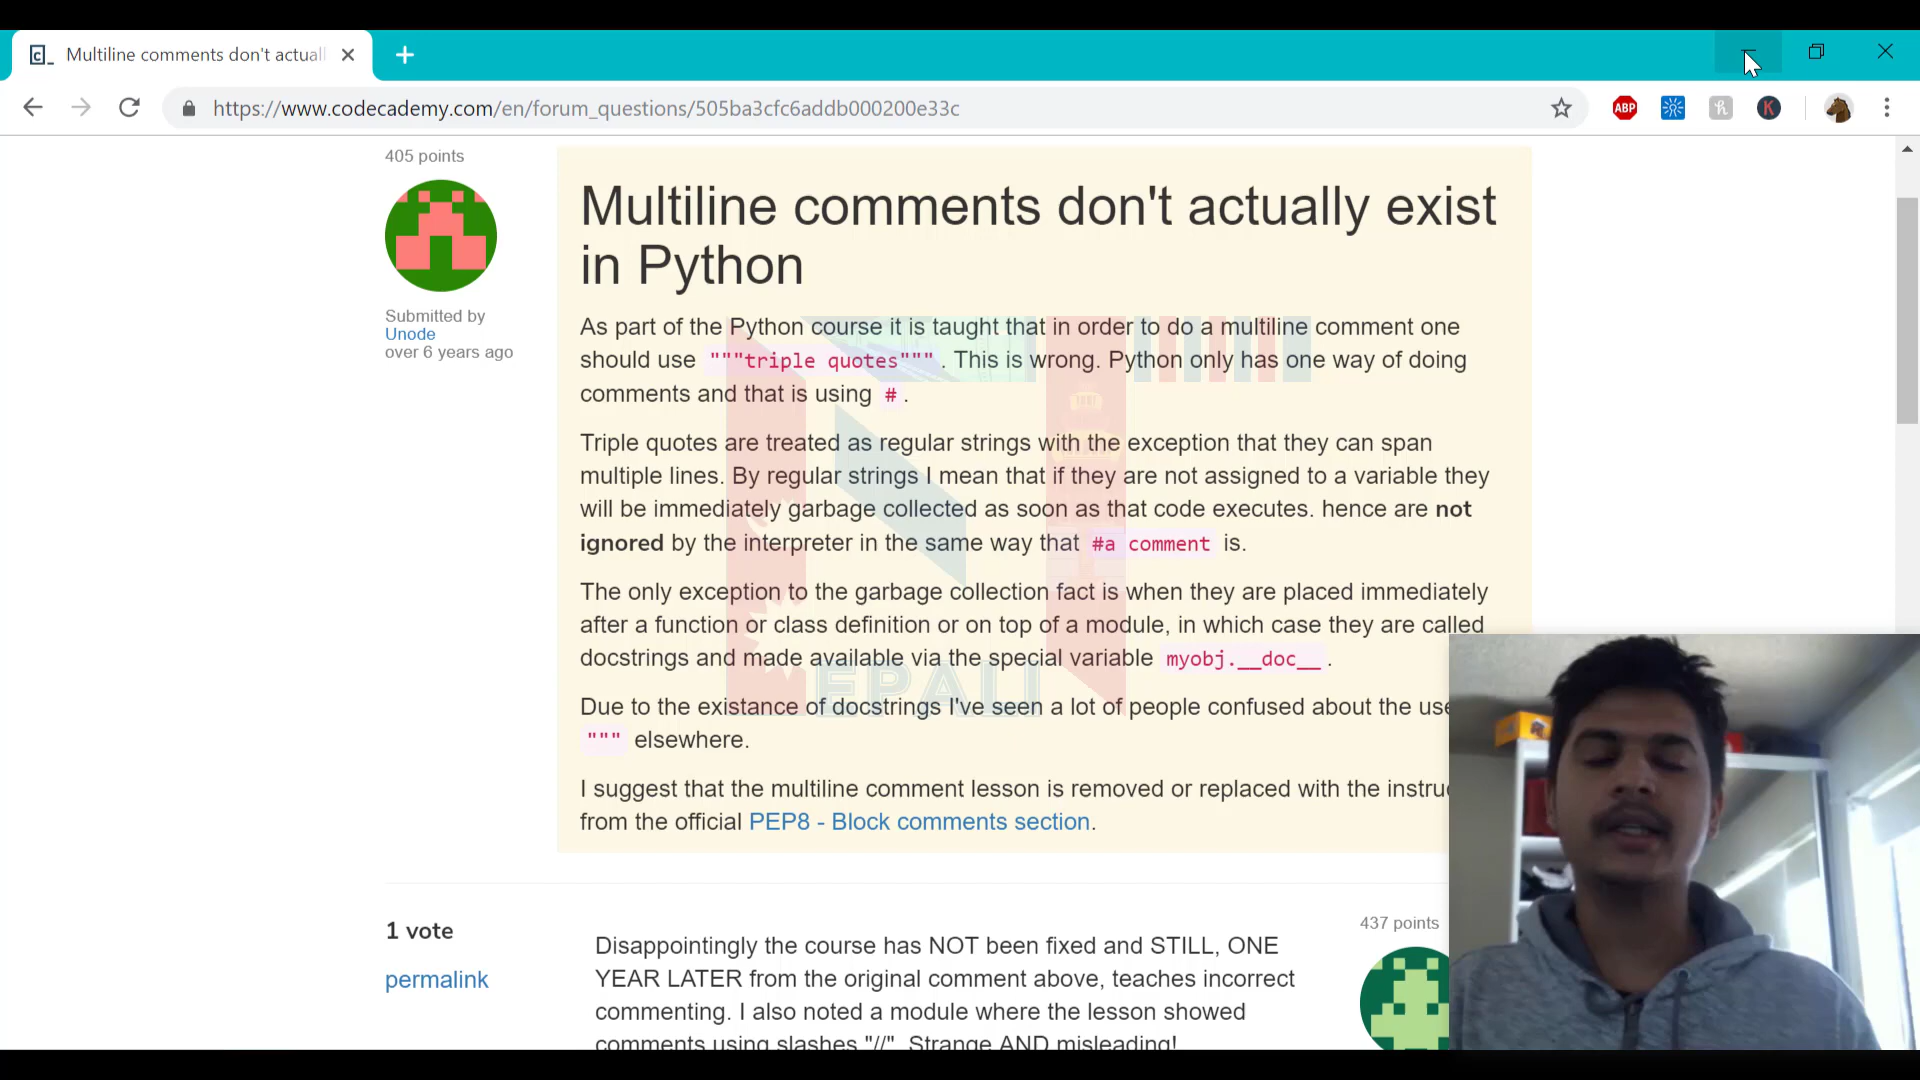 Multiline comments don't actuall
https://www.codecademy.com/en/forum_questions/505ba3cfc6addb000200e33c
ABP
K
405 points
Submitted by
Unode
over 6 years ago
Multiline comments don't actually exist
in Python
As part of the Python course it is taught that in order to do a multiline comment one
should use """triple quotes""" . This is wrong. Python only has one way of doing
comments and that is using # .
Triple quotes are treated as regular strings with the exception that they can span
multiple lines. By regular strings I mean that if they are not assigned to a variable they
will be immediately garbage collected as soon as that code executes. hence are not
ignored by the interpreter in the same way that #a comment is.
The only exception to the garbage collection fact is when they are placed immediately
after a function or class definition or on top of a module, in which case they are called
docstrings and made available via the special variable myobj.__doc__ .
EPALI
Due to the existance of docstrings I've seen a lot of people confused about the use
""" elsewhere.
I suggest that the multiline comment lesson is removed or replaced with the instruc
from the official PEP8 - Block comments section.
1 vote
permalink
437 points
Disappointingly the course has NOT been fixed and STILL, ONE
YEAR LATER from the original comment above, teaches incorrect
commenting. I also noted a module where the lesson showed
comments using slashes "//". Strange AND misleading!